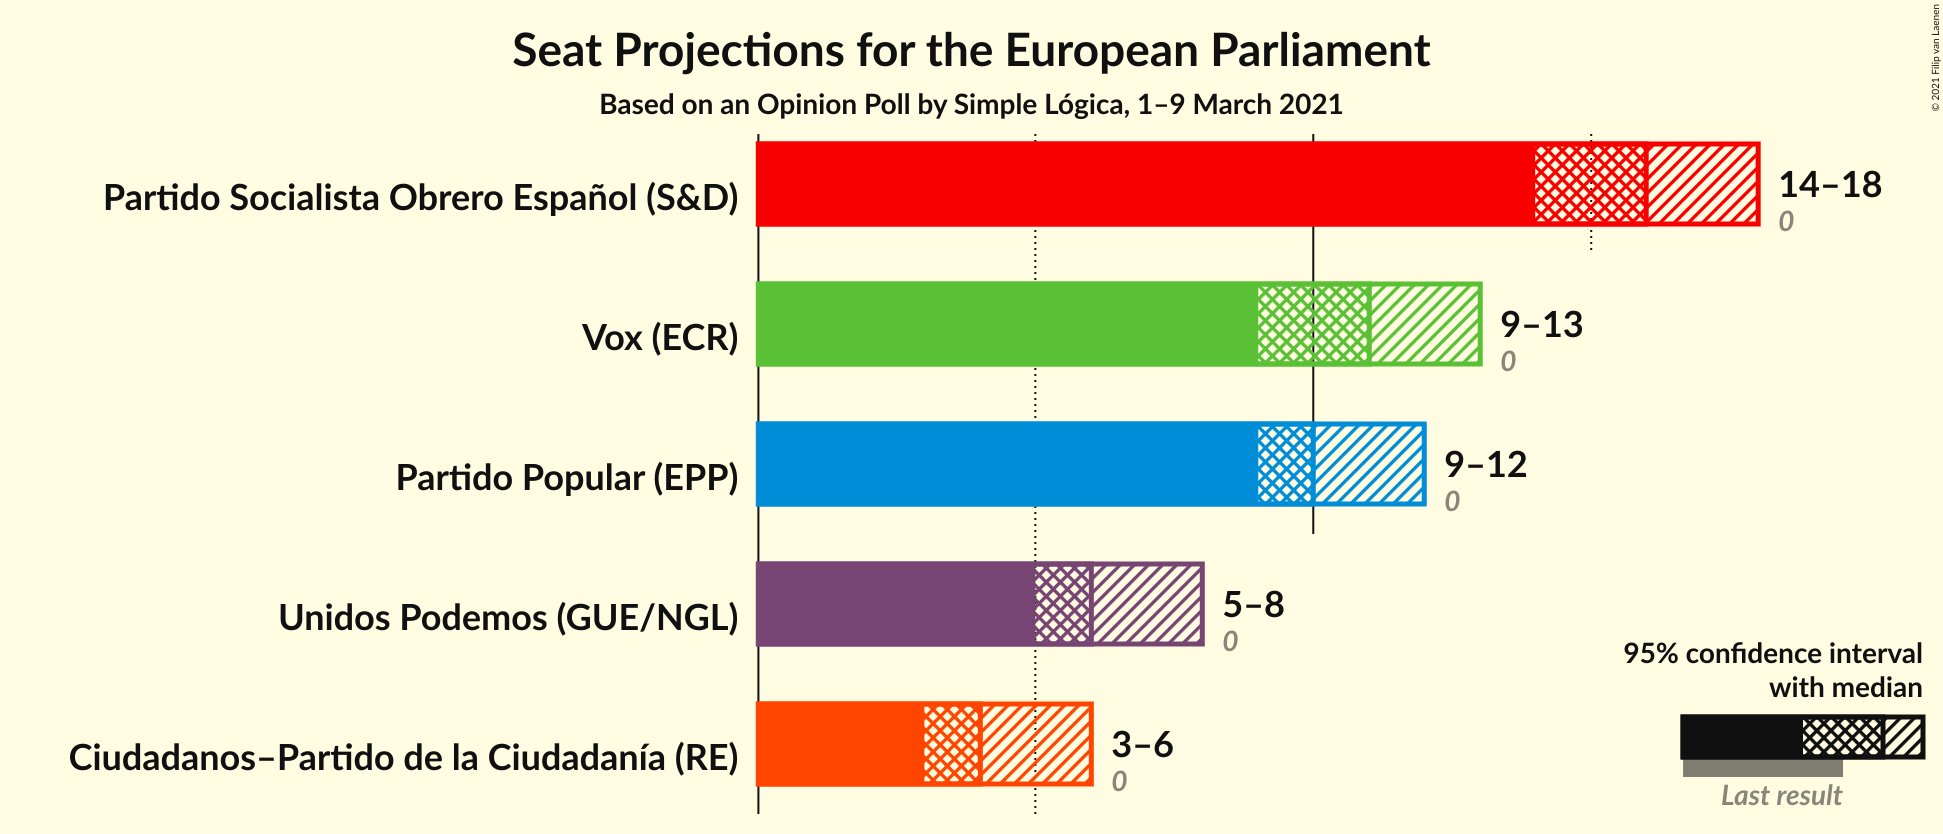 Seat Projections for the European Parliament
Based on an Opinion Poll by Simple Lógica, 1–9 March 2021
© 2021 Filip van Laenen
Partido Socialista Obrero Español (S&D)
14–18
0
Vox (ECR)
9–13
0
Partido Popular (EPP)
9–12
0
Unidos Podemos (GUE/NGL)
5–8
0
Ciudadanos–Partido de la Ciudadanía (RE)
3–6
0
95% confidence interval
with median
Last result